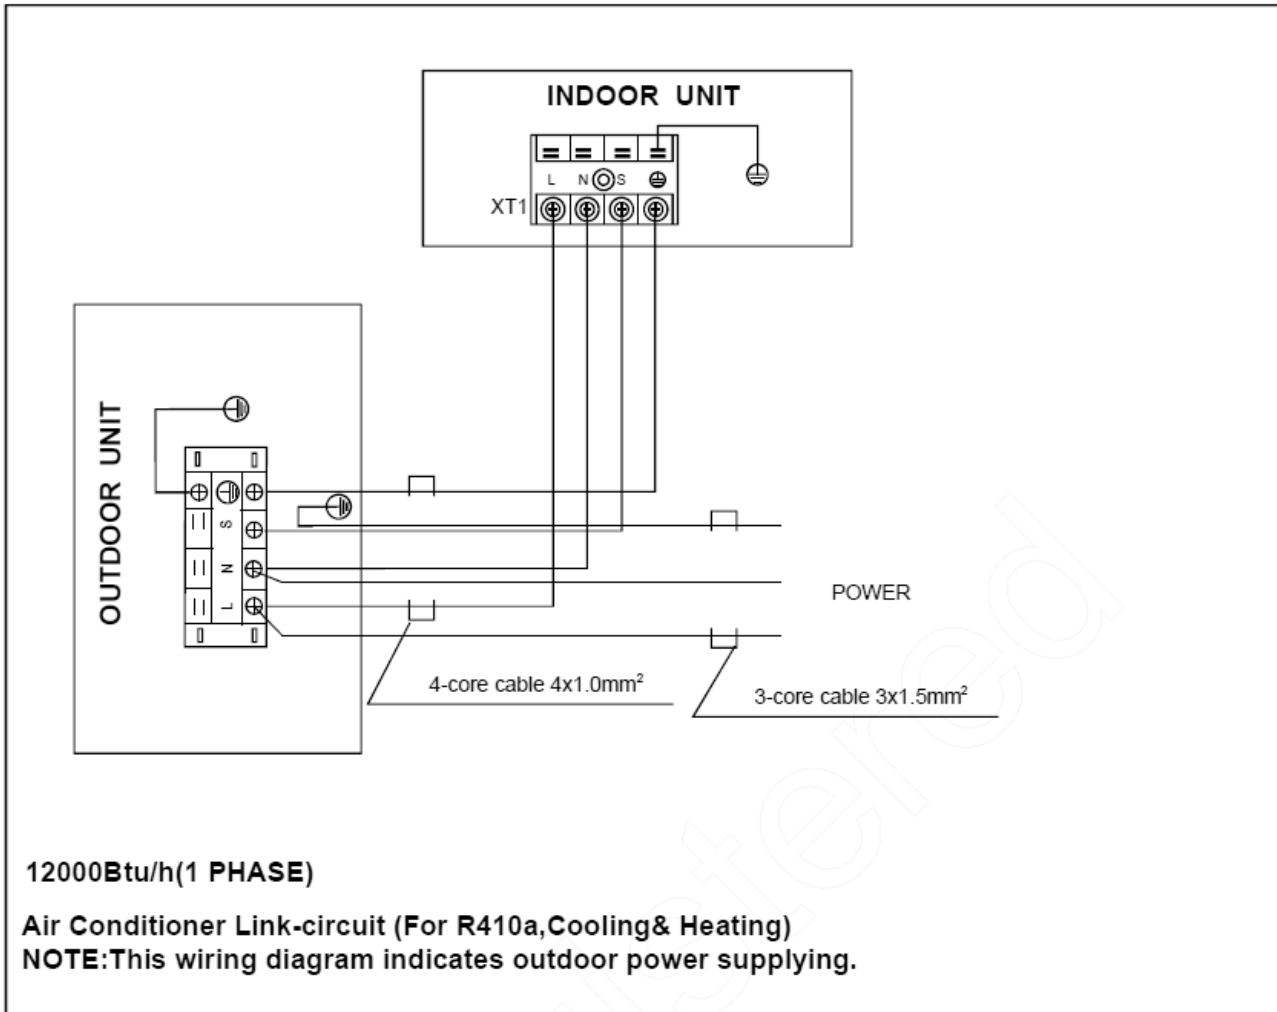 INDOOR UNIT
L N S
XT1
OUTDOOR UNIT
S
N
L
POWER
4-core cable 4x1.0mm²
3-core cable 3x1.5mm²
12000Btu/h(1 PHASE)
Air Conditioner Link-circuit (For R410a,Cooling& Heating)
NOTE:This wiring diagram indicates outdoor power supplying.